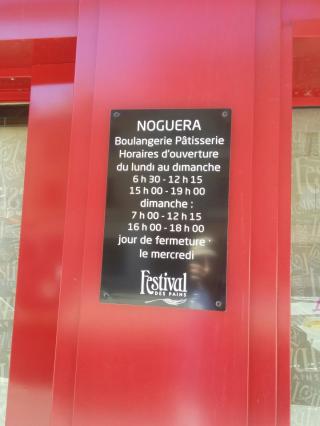 NOGUERA
Boulangerie Pâtisserie
Horaires d'ouverture
du lundi au dimanche
6 h 30 - 12 h 15
15 h 00 - 19 h 00
dimanche :
7 h 00 - 12 h 15
16 h 00 - 18 h 00
jour de fermeture :
le mercredi
Festival
DES PAINS